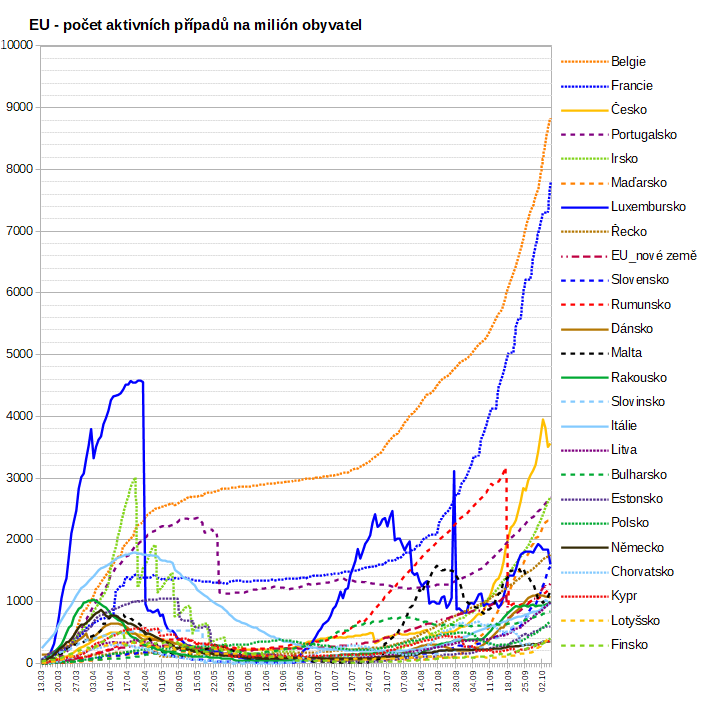 EU - počet aktivních případů na milión obyvatel
10000
9000
8000
7000
6000
5000
4000
3000
2000
1000
0
13.03
20.03
27.03
03.04
10.04
17.04
24.04
01.05
08.05
15.05
22.05
29.05
05.06
12.06
19.06
26.06
03.07
10.07
17.07
24.07
31.07
07.08
14.08
21.08
28.08
04.09
11.09
18.09
25.09
02.10
Belgie
Francie
Česko
Portugalsko
Irsko
Maďarsko
Luxembursko
Řecko
EU_nové země
Slovensko
Rumunsko
Dánsko
Malta
Rakousko
Slovinsko
Itálie
Litva
Bulharsko
Estonsko
Polsko
Německo
Chorvatsko
Kypr
Lotyšsko
Finsko